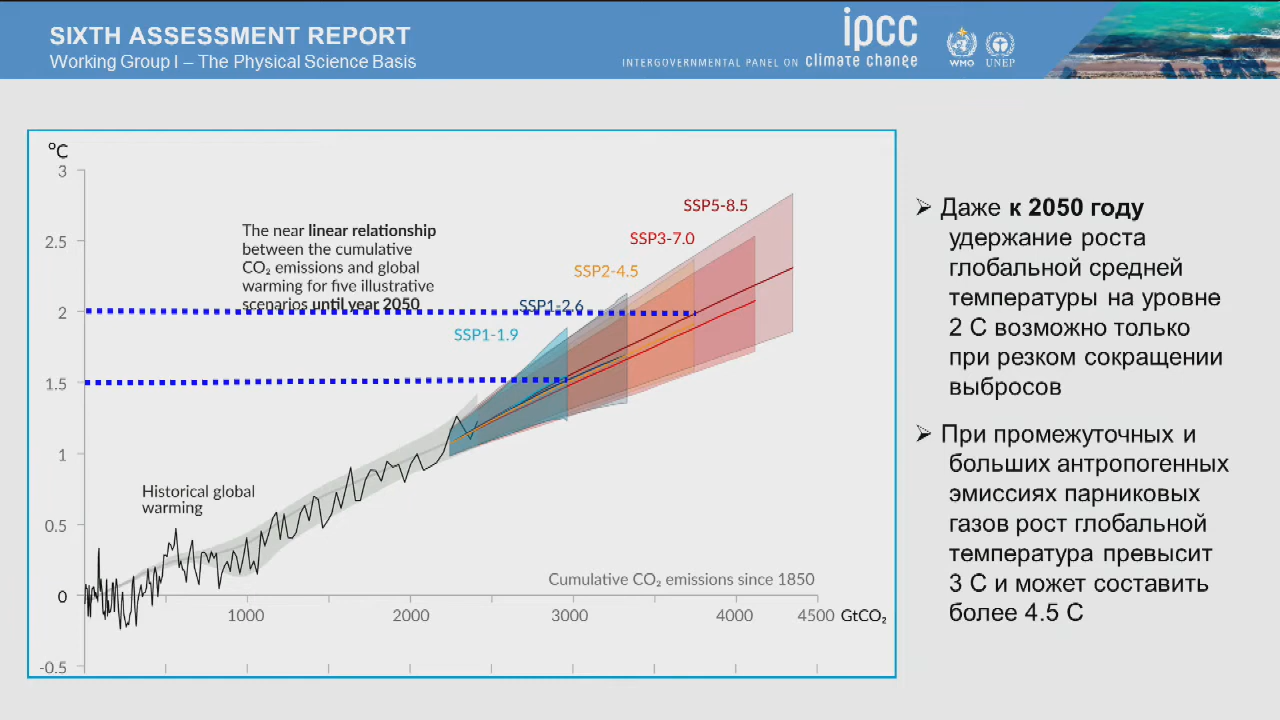 SIXTH ASSESSMENT REPORT
Working Group I – The Physical Science Basis
ipcc
INTERGOVERNMENTAL PANEL ON climate change
WMO
UNEP
°C
3
2.5
2
1.5
1
0.5
0
-0.5
The near linear relationship
between the cumulative
CO₂ emissions and global
warming for five illustrative
scenarios until year 2050
SSP5-8.5
SSP3-7.0
SSP2-4.5
SSP1-2.6
SSP1-1.9
Historical global
warming
Cumulative CO₂ emissions since 1850
1000 2000 3000 4000 4500 GtCO₂
➢ Даже к 2050 году
удержание роста
глобальной средней
температуры на уровне
2 С возможно только
при резком сокращении
выбросов
➢ При промежуточных и
больших антропогенных
эмиссиях парниковых
газов рост глобальной
температура превысит
3 С и может составить
более 4.5 С